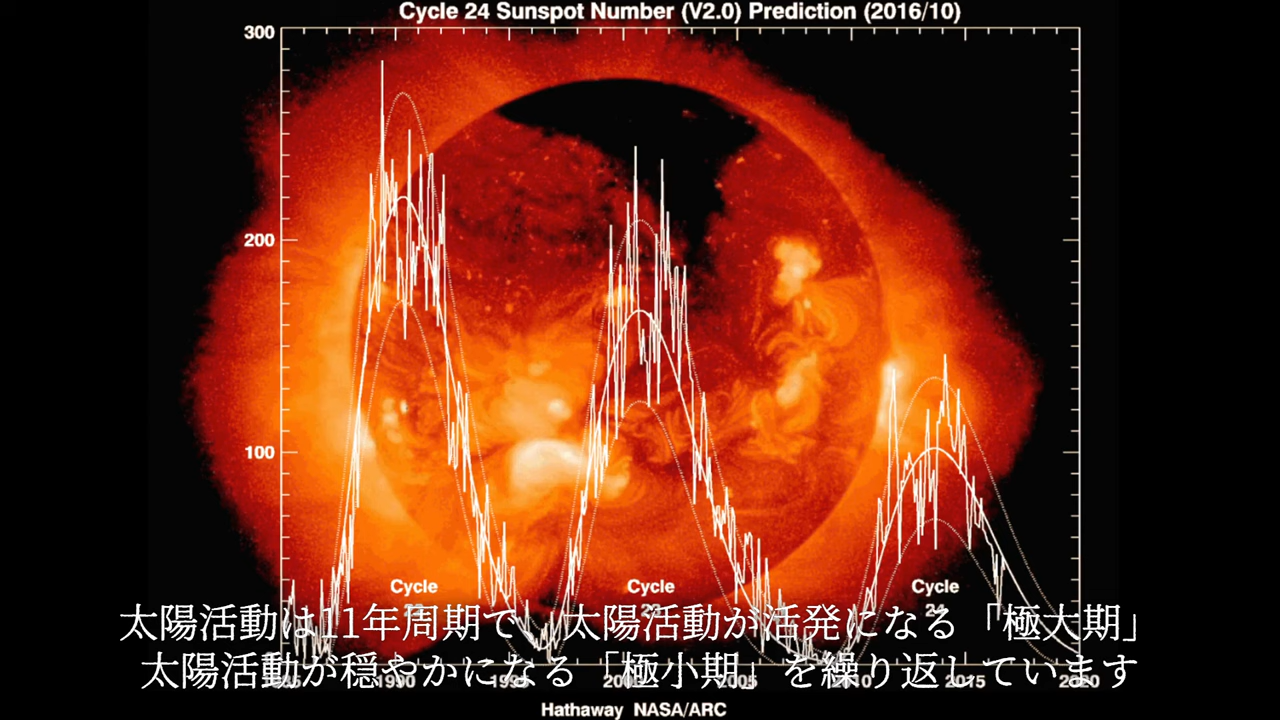 Cycle 24 Sunspot Number (V2.0) Prediction (2016/10)
300
200
100
Cycle
Cycle
Cycle
23
24
太陽活動は11年周期で、太陽活動が活発になる「極大期」
太陽活動が穏やかになる「極小期」を繰り返しています
1990
1995
2005
2010
2015
2020
Hathaway NASA/ARC